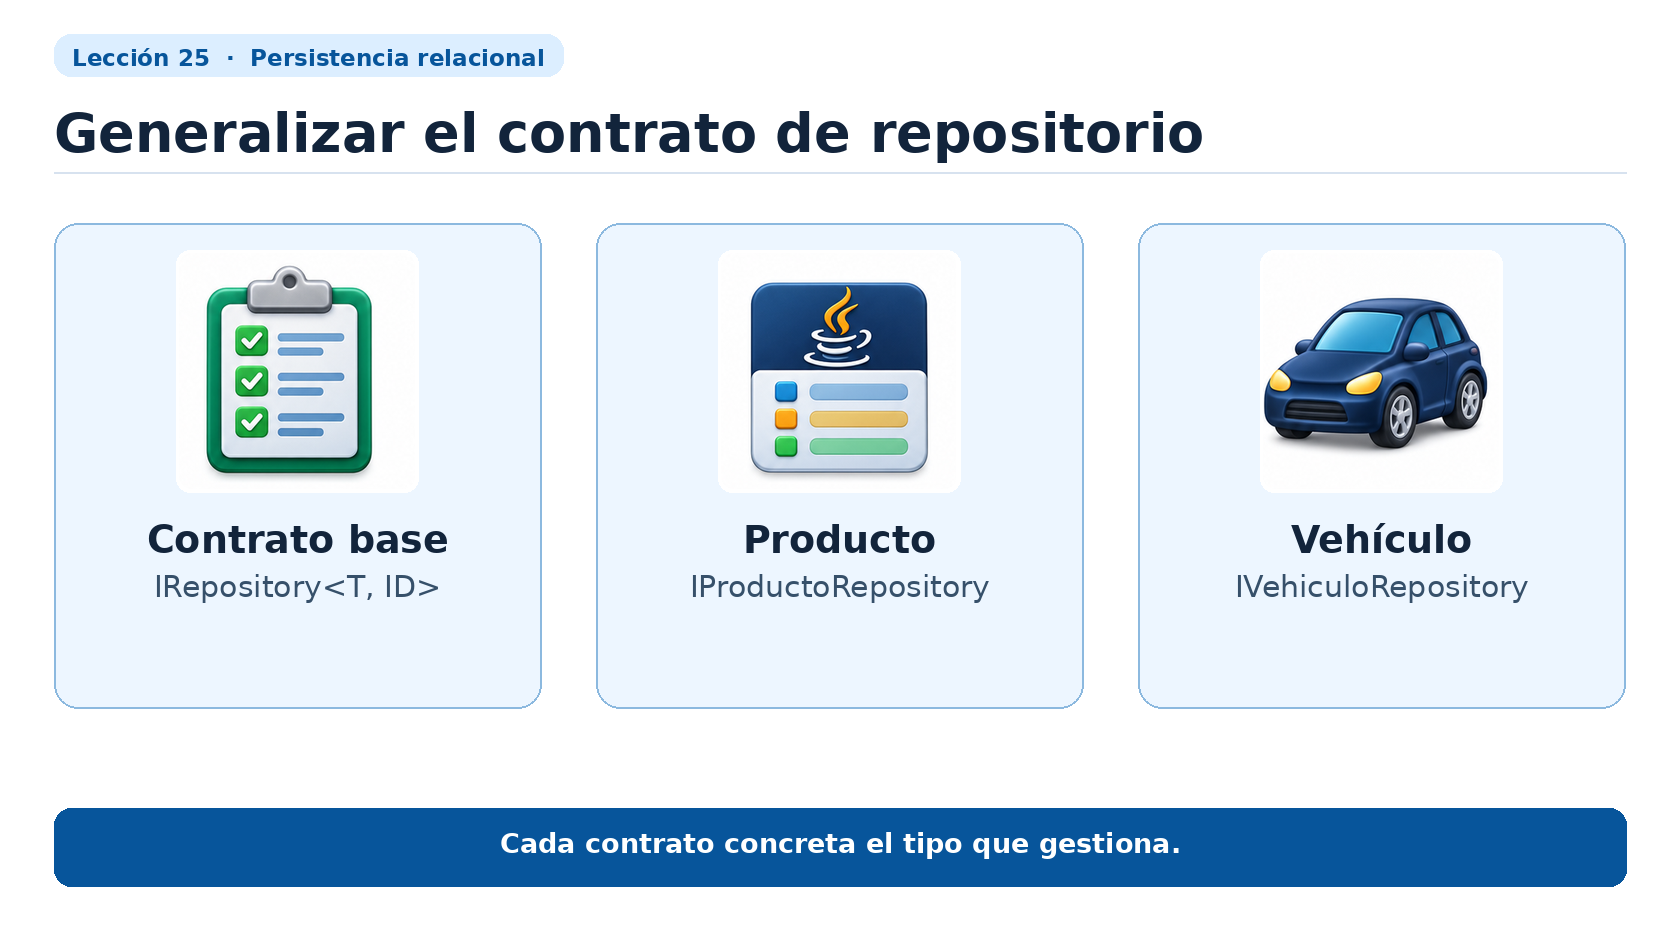 Lección 25 · Persistencia relacional
Generalizar el contrato de repositorio
Contrato base
IRepository<T, ID>
Producto
IProductoRepository
Vehículo
IVehiculoRepository
Cada contrato concreta el tipo que gestiona.